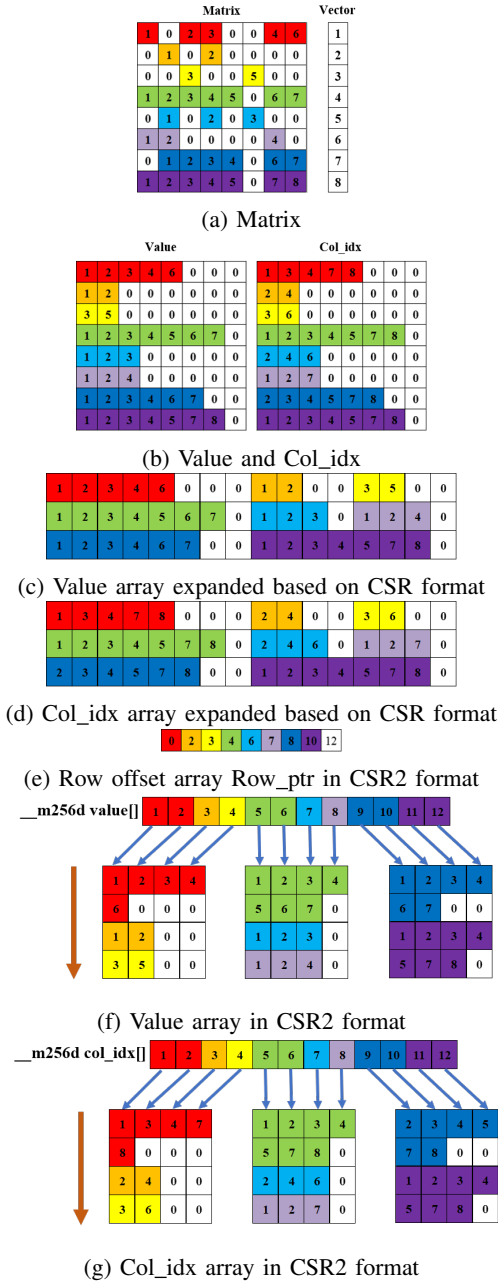 Matrix Vector
1 0 2 3 0 0 4 6 1
0 1 0 2 0 0 0 0 2
0 0 3 0 0 5 0 0 3
1 2 3 4 5 0 6 7 4
0 1 0 2 0 3 0 0 5
1 2 0 0 0 0 4 0 6
0 1 2 3 4 0 6 7 7
1 2 3 4 5 0 7 8 8
(a) Matrix
Value Col_idx
1 2 3 4 6 0 0 0 1 3 4 7 8 0 0 0
1 2 0 0 0 0 0 0 2 4 0 0 0 0 0 0
3 5 0 0 0 0 0 0 3 6 0 0 0 0 0 0
1 2 3 4 5 6 7 0 1 2 3 4 5 7 8 0
1 2 3 0 0 0 0 0 2 4 6 0 0 0 0 0
1 2 4 0 0 0 0 0 1 2 7 0 0 0 0 0
1 2 3 4 6 7 0 0 2 3 4 5 7 8 0 0
1 2 3 4 5 7 8 0 1 2 3 4 5 7 8 0
(b) Value and Col_idx
1 2 3 4 6 0 0 0 1 2 0 0 3 5 0 0
1 2 3 4 5 6 7 0 1 2 3 0 1 2 4 0
1 2 3 4 6 7 0 0 1 2 3 4 5 7 8 0
(c) Value array expanded based on CSR format
1 3 4 7 8 0 0 0 2 4 0 0 3 6 0 0
1 2 3 4 5 7 8 0 2 4 6 0 1 2 7 0
2 3 4 5 7 8 0 0 1 2 3 4 5 7 8 0
(d) Col_idx array expanded based on CSR format
0 2 3 4 6 7 8 10 12
(e) Row offset array Row_ptr in CSR2 format
__m256d value[] 1 2 3 4 5 6 7 8 9 10 11 12
1 2 3 4 1 2 3 4 1 2 3 4
6 0 0 0 5 6 7 0 6 7 0 0
1 2 0 0 1 2 3 0 1 2 3 4
3 5 0 0 1 2 4 0 5 7 8 0
(f) Value array in CSR2 format
__m256d col_idx[] 1 2 3 4 5 6 7 8 9 10 11 12
1 3 4 7 1 2 3 4 2 3 4 5
8 0 0 0 5 7 8 0 7 8 0 0
2 4 0 0 2 4 6 0 1 2 3 4
3 6 0 0 1 2 7 0 5 7 8 0
(g) Col_idx array in CSR2 format